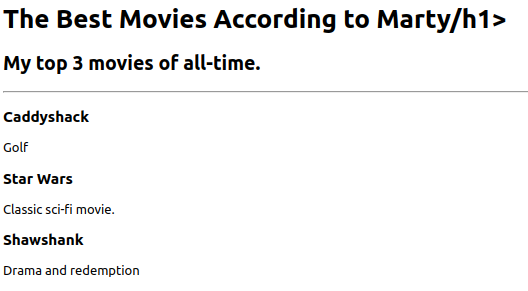 The Best Movies According to Marty/h1>
My top 3 movies of all-time.
Caddyshack
Golf
Star Wars
Classic sci-fi movie.
Shawshank
Drama and redemption